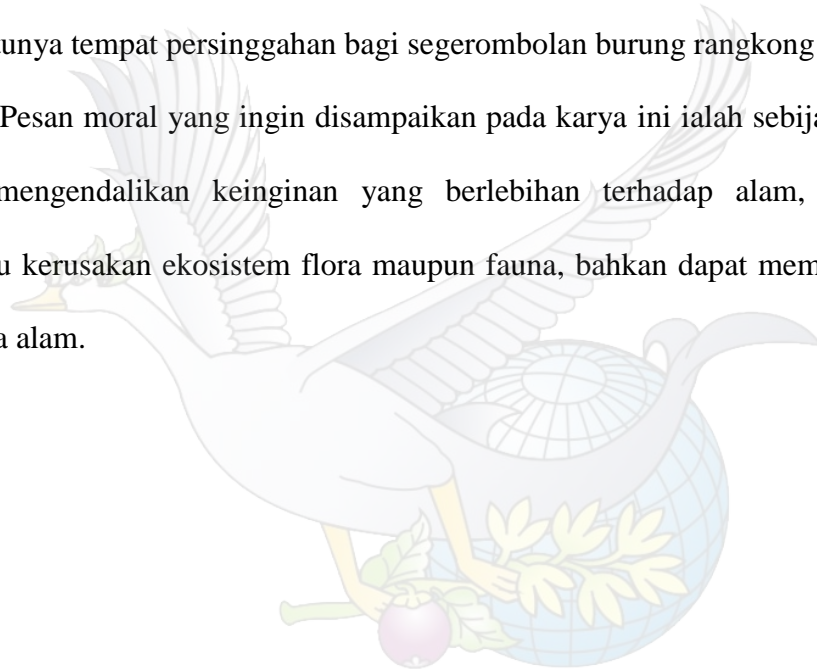 tunya tempat persinggahan bagi segerombolan burung rangkong
Pesan moral yang ingin disampaikan pada karya ini ialah sebija
mengendalikan keinginan yang berlebihan terhadap alam,
u kerusakan ekosistem flora maupun fauna, bahkan dapat mem
a alam.